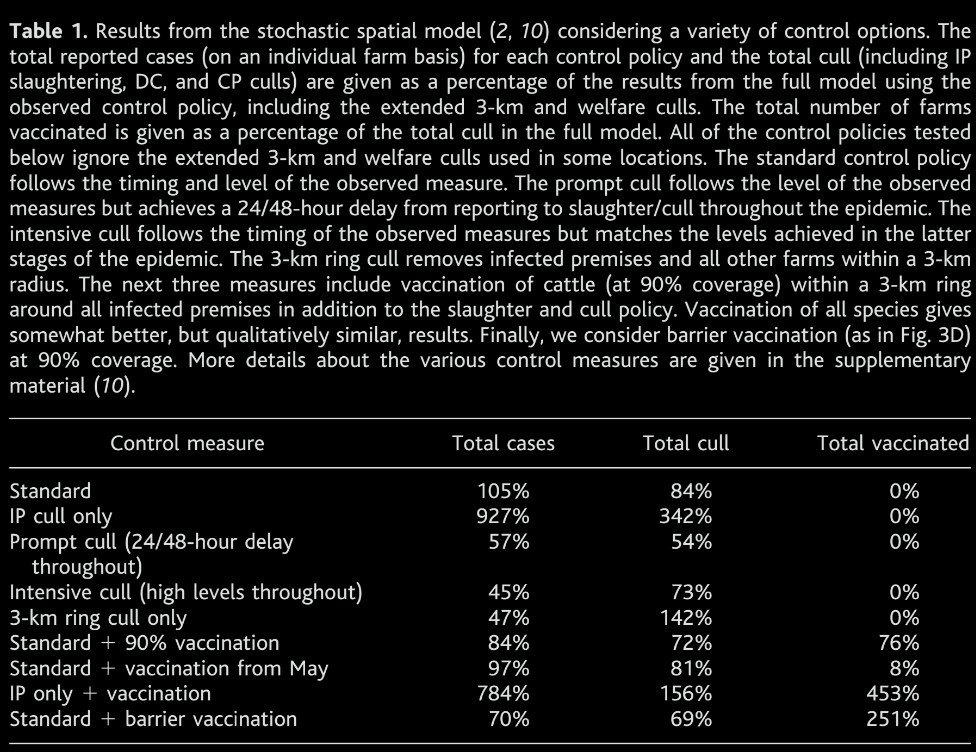 Table 1. Results from the stochastic spatial model (2, 10) considering a variety of control options. The
total reported cases (on an individual farm basis) for each control policy and the total cull (including IP
slaughtering, DC, and CP culls) are given as a percentage of the results from the full model using the
observed control policy, including the extended 3-km and welfare culls. The total number of farms
vaccinated is given as a percentage of the total cull in the full model. All of the control policies tested
below ignore the extended 3-km and welfare culls used in some locations. The standard control policy
follows the timing and level of the observed measure. The prompt cull follows the level of the observed
measures but achieves a 24/48-hour delay from reporting to slaughter/cull throughout the epidemic. The
intensive cull follows the timing of the observed measures but matches the levels achieved in the latter
stages of the epidemic. The 3-km ring cull removes infected premises and all other farms within a 3-km
radius. The next three measures include vaccination of cattle (at 90% coverage) within a 3-km ring
around all infected premises in addition to the slaughter and cull policy. Vaccination of all species gives
somewhat better, but qualitatively similar, results. Finally, we consider barrier vaccination (as in Fig. 3D)
at 90% coverage. More details about the various control measures are given in the supplementary
material (10).
Control measure Total cases Total cull Total vaccinated
Standard 105% 84% 0%
IP cull only 927% 342% 0%
Prompt cull (24/48-hour delay 57% 54% 0%
throughout)
Intensive cull (high levels throughout) 45% 73% 0%
3-km ring cull only 47% 142% 0%
Standard + 90% vaccination 84% 72% 76%
Standard + vaccination from May 97% 81% 8%
IP only + vaccination 784% 156% 453%
Standard + barrier vaccination 70% 69% 251%